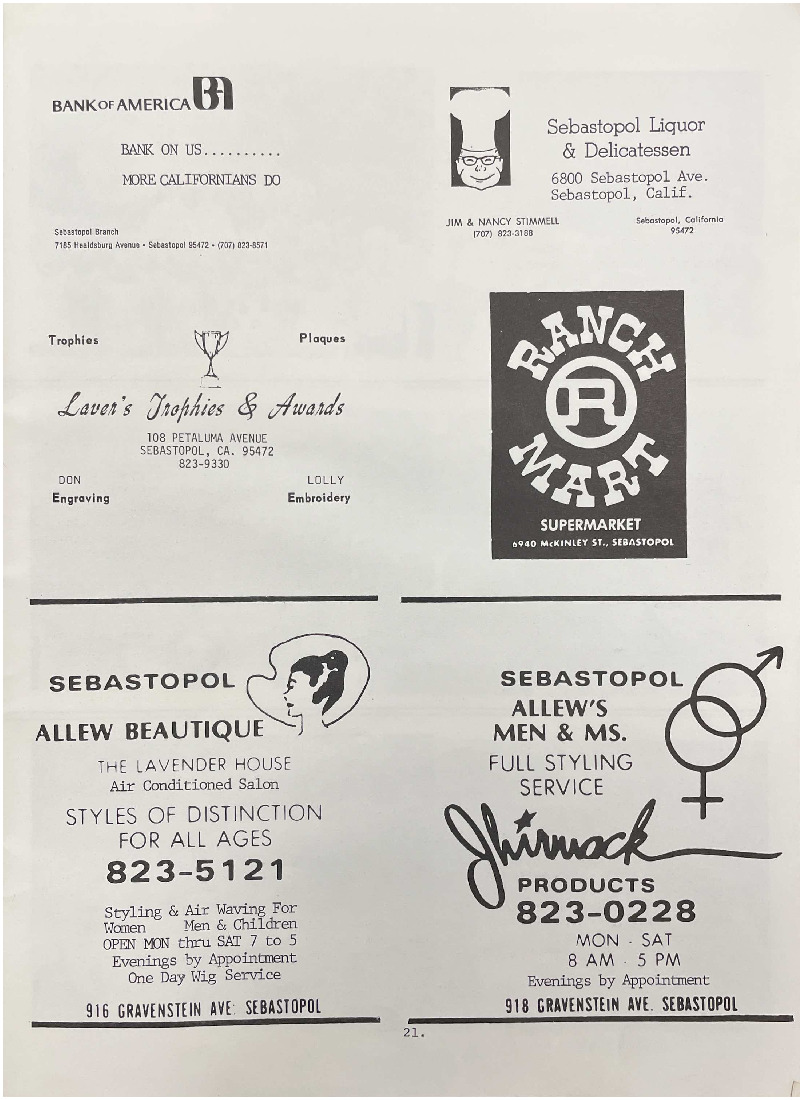 BANK OF AMERICA BA
BANK ON US..........
MORE CALIFORNIANS DO
Sebastopol Branch
7185 Healdsburg Avenue • Sebastopol 95472 • (707) 823-8571
Sebastopol Liquor
& Delicatessen
6800 Sebastopol Ave.
Sebastopol, Calif.
JIM & NANCY STIMMELL
(707) 823-3188
Sebastopol, California
95472
Trophies
Plaques
Laver's Trophies & Awards
108 PETALUMA AVENUE
SEBASTOPOL, CA. 95472
823-9330
DON
LOLLY
Engraving
Embroidery
RANCH
R
MART
SUPERMARKET
6940 McKINLEY ST., SEBASTOPOL
SEBASTOPOL
ALLEW BEAUTIQUE
THE LAVENDER HOUSE
Air Conditioned Salon
STYLES OF DISTINCTION
FOR ALL AGES
823-5121
Styling & Air Waving For
Women Men & Children
OPEN MON thru SAT 7 to 5
Evenings by Appointment
One Day Wig Service
916 GRAVENSTEIN AVE. SEBASTOPOL
SEBASTOPOL
ALLEW'S
MEN & MS.
FULL STYLING
SERVICE
Jhirmack
PRODUCTS
823-0228
MON - SAT
8 AM - 5 PM
Evenings by Appointment
918 GRAVENSTEIN AVE. SEBASTOPOL
21.